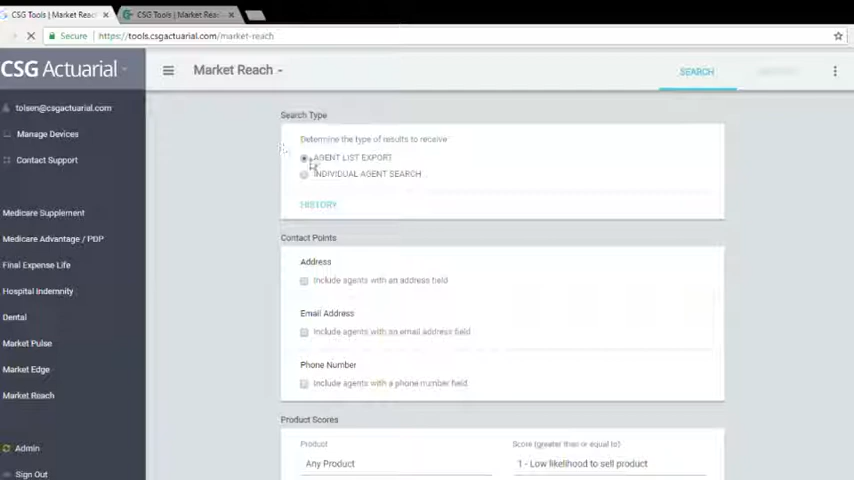 CSG Tools | Market Reach
CSG Tools | Market Rea
Secure
https://tools.csgactuarial.com/market-reach
CSG Actuarial
Market Reach
SEARCH
tolsen@csgactuarial.com
Manage Devices
Contact Support
Medicare Supplement
Medicare Advantage / PDP
Final Expense Life
Hospital Indemnity
Dental
Market Pulse
Market Edge
Market Reach
Admin
Sign Out
Search Type
Determine the type of results to receive
AGENT LIST EXPORT
INDIVIDUAL AGENT SEARCH
HISTORY
Contact Points
Address
Include agents with an address field
Email Address
Include agents with an email address field
Phone Number
Include agents with a phone number field
Product Scores
Product
Score (greater than or equal to)
Any Product
1 - Low likelihood to sell product